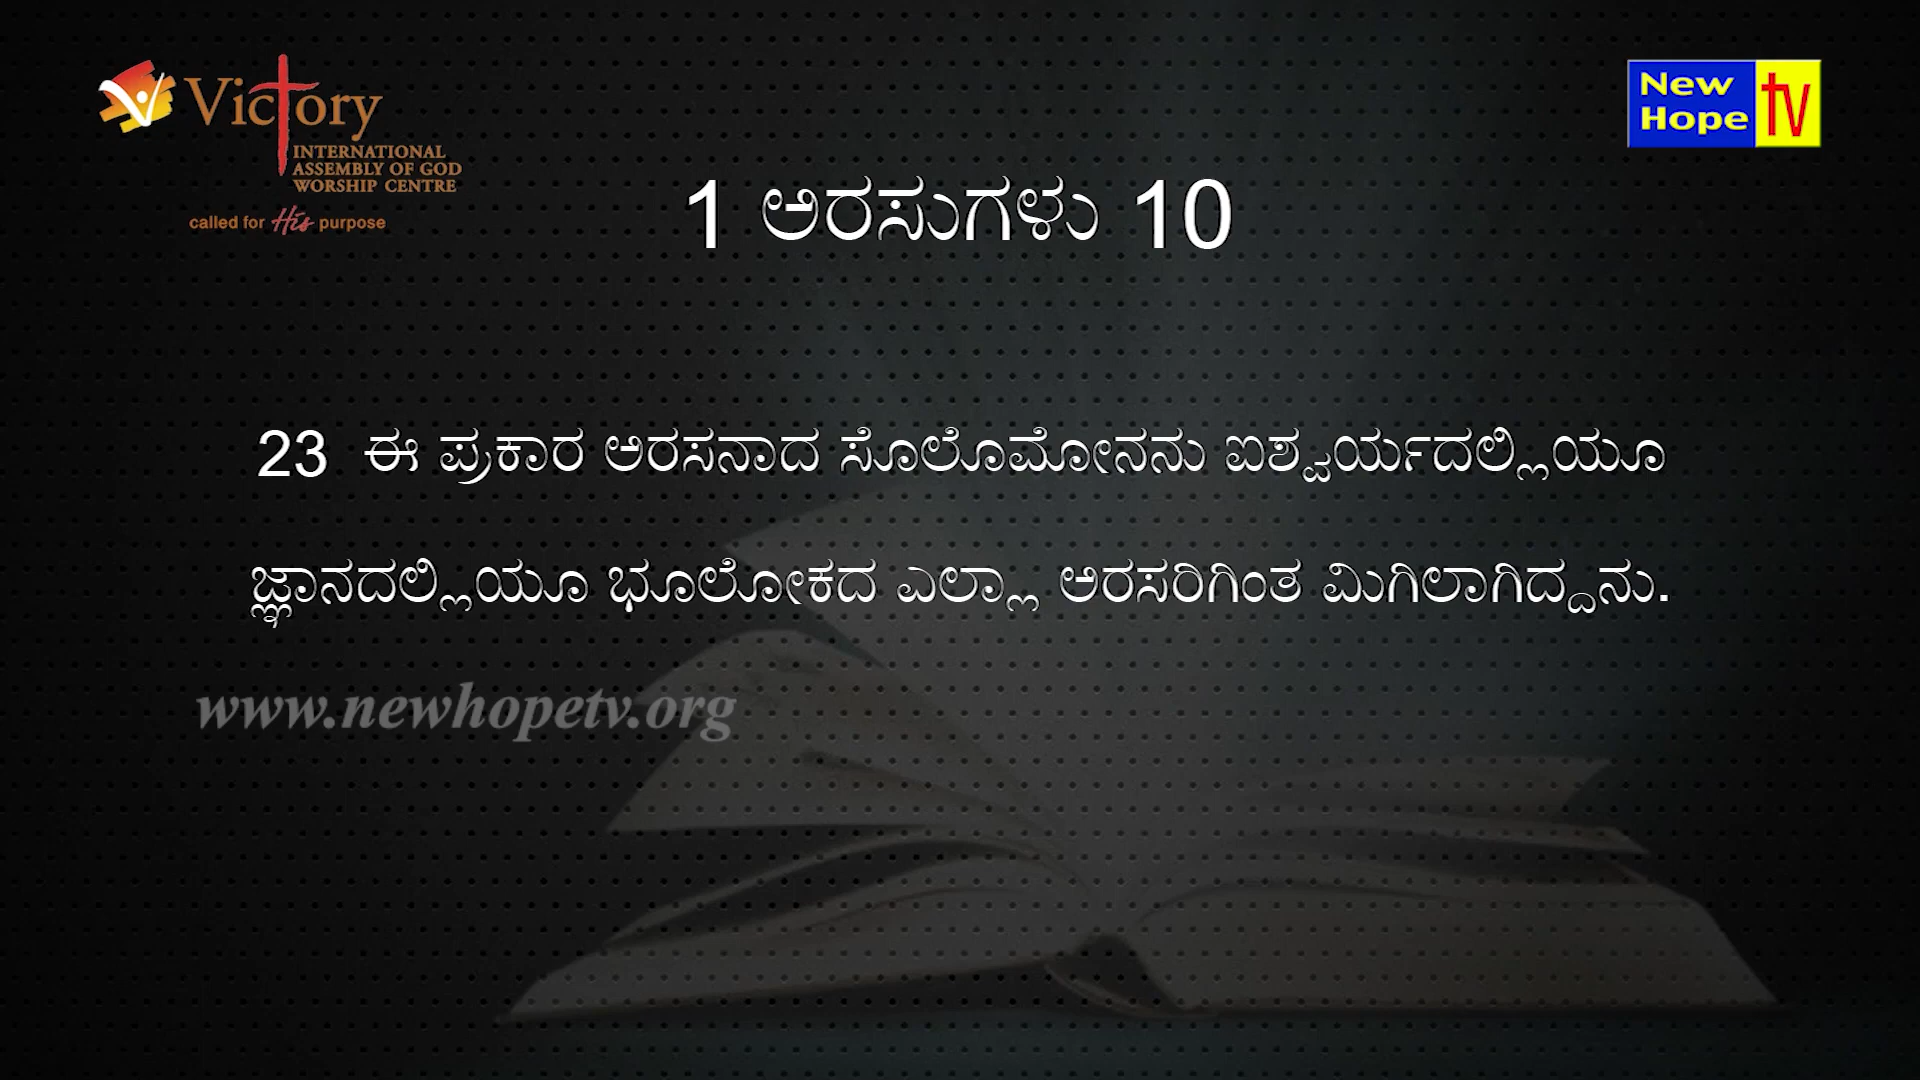 Victory
INTERNATIONAL
ASSEMBLY OF GOD
WORSHIP CENTRE
called for His purpose
New
Hope
TV
1 ಅರಸುಗಳು 10
23 ಈ ಪ್ರಕಾರ ಅರಸನಾದ ಸೊಲೊಮೋನನು ಐಶ್ವರ್ಯದಲ್ಲಿಯೂ
ಜ್ಞಾನದಲ್ಲಿಯೂ ಭೂಲೋಕದ ಎಲ್ಲಾ ಅರಸರಿಗಿಂತ ಮಿಗಿಲಾಗಿದ್ದನು.
www.newhopetv.org